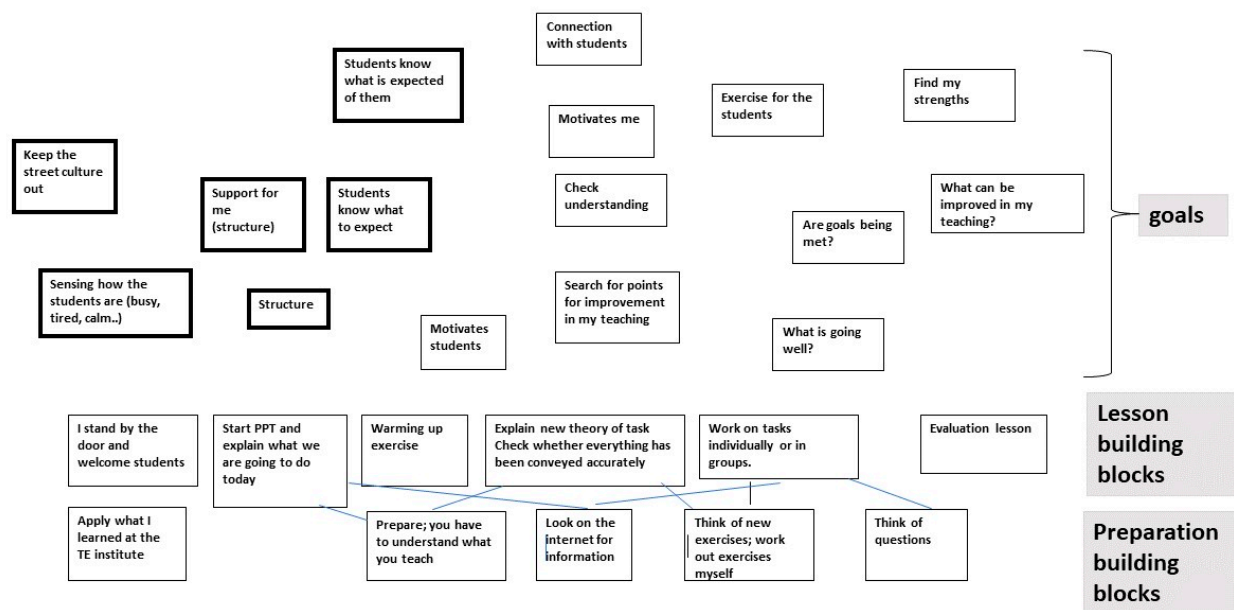 Connection
with students
Students know
what is expected
of them
Find my
strengths
Exercise for the
students
Motivates me
Keep the
street culture
out
Support for
me
(structure)
Students
know what
to expect
Check
understanding
What can be
improved in my
teaching?
goals
Are goals being
met?
Sensing how the
students are (busy,
tired, calm..)
Structure
Search for points
for improvement
in my teaching
Motivates
students
What is going
well?
I stand by the
door and
welcome students
Start PPT and
explain what we
are going to do
today
Warming up
exercise
Explain new theory of task
Check whether everything has
been conveyed accurately
Work on tasks
individually or in
groups.
Evaluation lesson
Lesson
building
blocks
Apply what I
learned at the
TE institute
Prepare; you have
to understand what
you teach
Look on the
internet for
information
Think of new
exercises; work
out exercises
myself
Think of
questions
Preparation
building
blocks